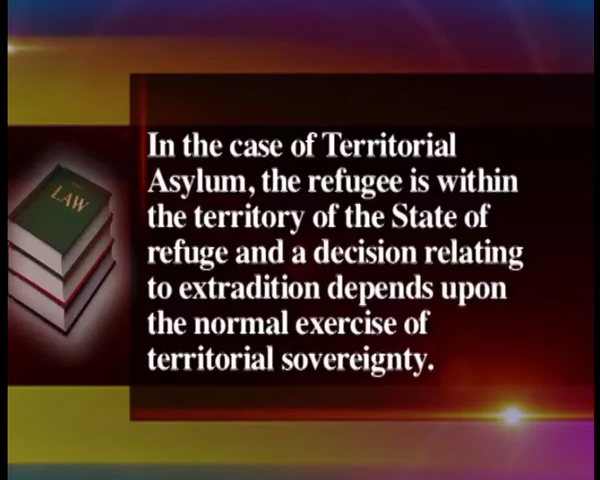 In the case of Territorial
Asylum, the refugee is within
the territory of the State of
refuge and a decision relating
to extradition depends upon
the normal exercise of
territorial sovereignty.
LAW